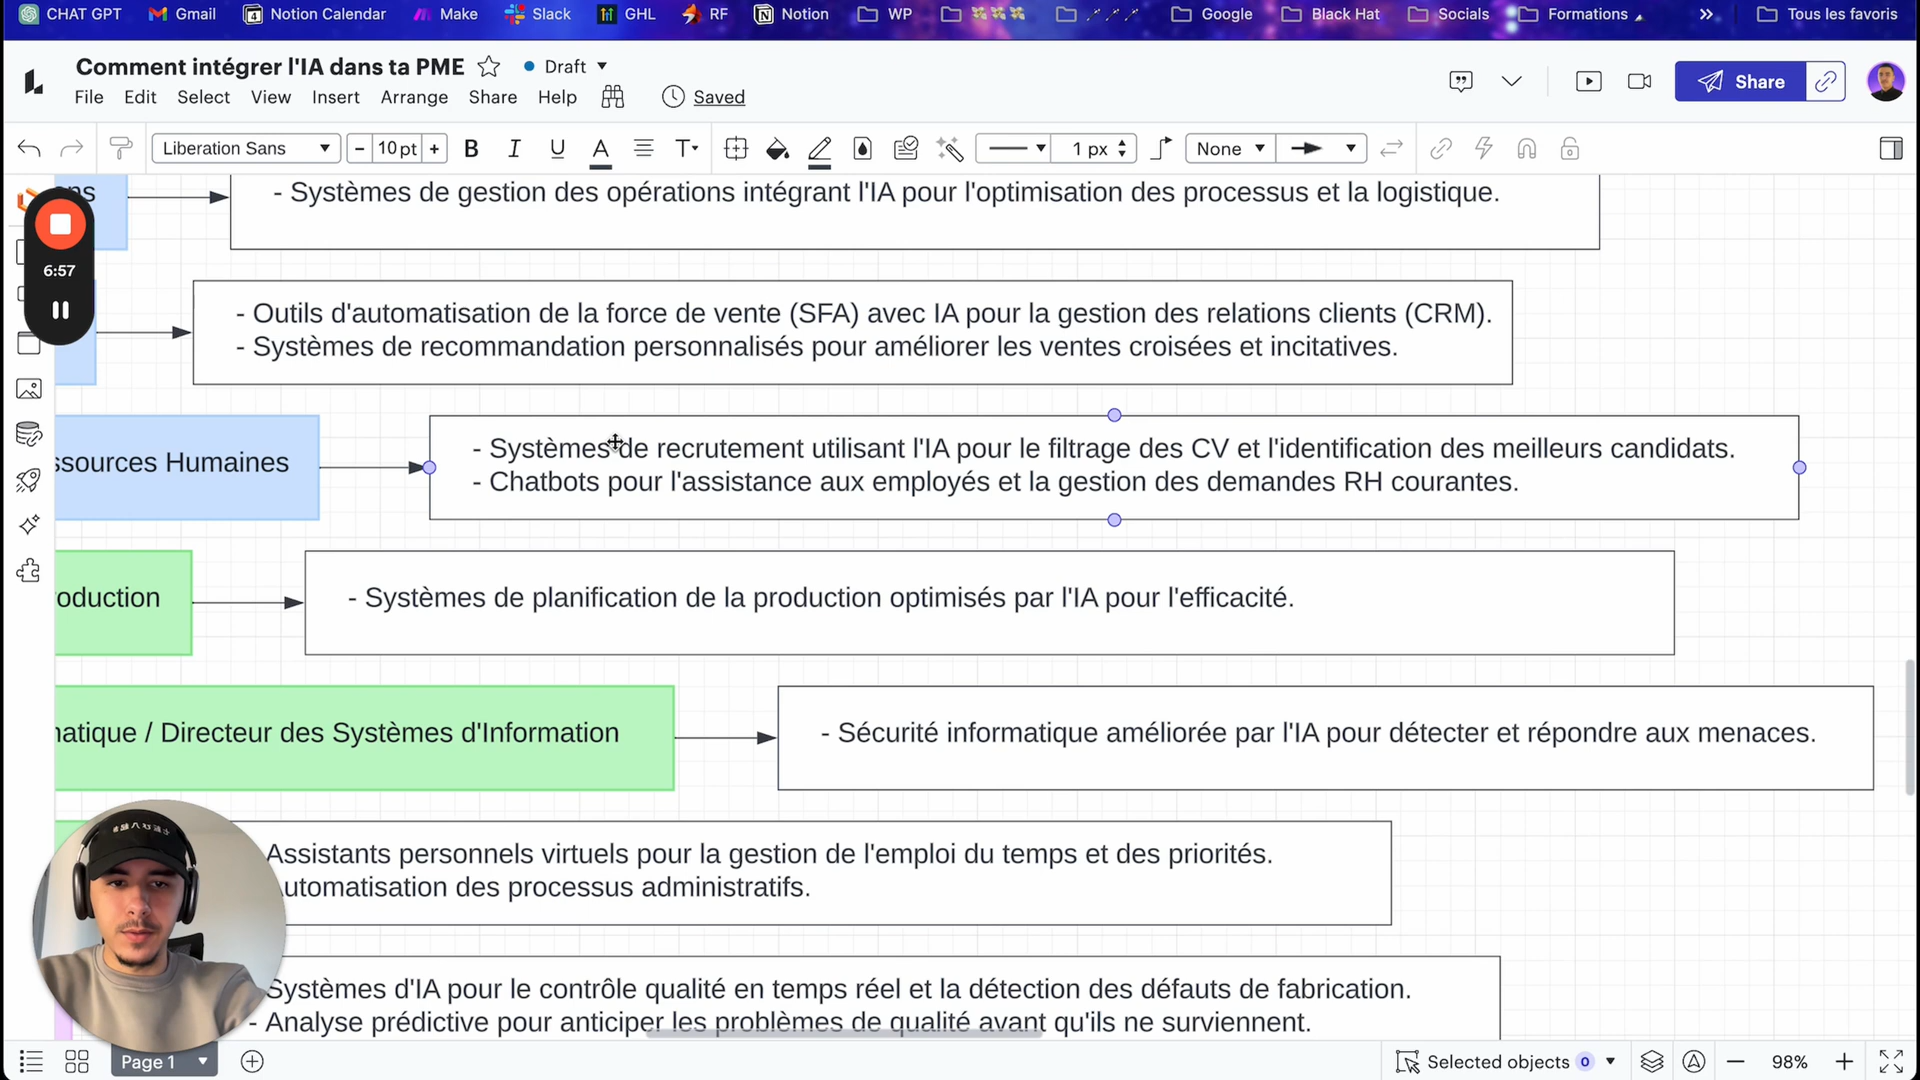 CHAT GPT Gmail Notion Calendar Make Slack GHL RF Notion WP Google Black Hat Socials Formations Tous les favoris
Comment intégrer l'IA dans ta PME Draft
File Edit Select View Insert Arrange Share Help Saved
Share
Liberation Sans - 10 pt + B I U A T 1 px None
ns
- Systèmes de gestion des opérations intégrant l'IA pour l'optimisation des processus et la logistique.
6:57
- Outils d'automatisation de la force de vente (SFA) avec IA pour la gestion des relations clients (CRM).
- Systèmes de recommandation personnalisés pour améliorer les ventes croisées et incitatives.
ssources Humaines
- Systèmes de recrutement utilisant l'IA pour le filtrage des CV et l'identification des meilleurs candidats.
- Chatbots pour l'assistance aux employés et la gestion des demandes RH courantes.
oduction
- Systèmes de planification de la production optimisés par l'IA pour l'efficacité.
natique / Directeur des Systèmes d'Information
- Sécurité informatique améliorée par l'IA pour détecter et répondre aux menaces.
Assistants personnels virtuels pour la gestion de l'emploi du temps et des priorités.
utomatisation des processus administratifs.
Systèmes d'IA pour le contrôle qualité en temps réel et la détection des défauts de fabrication.
- Analyse prédictive pour anticiper les problèmes de qualité avant qu'ils ne surviennent.
Page 1
Selected objects 0
98%